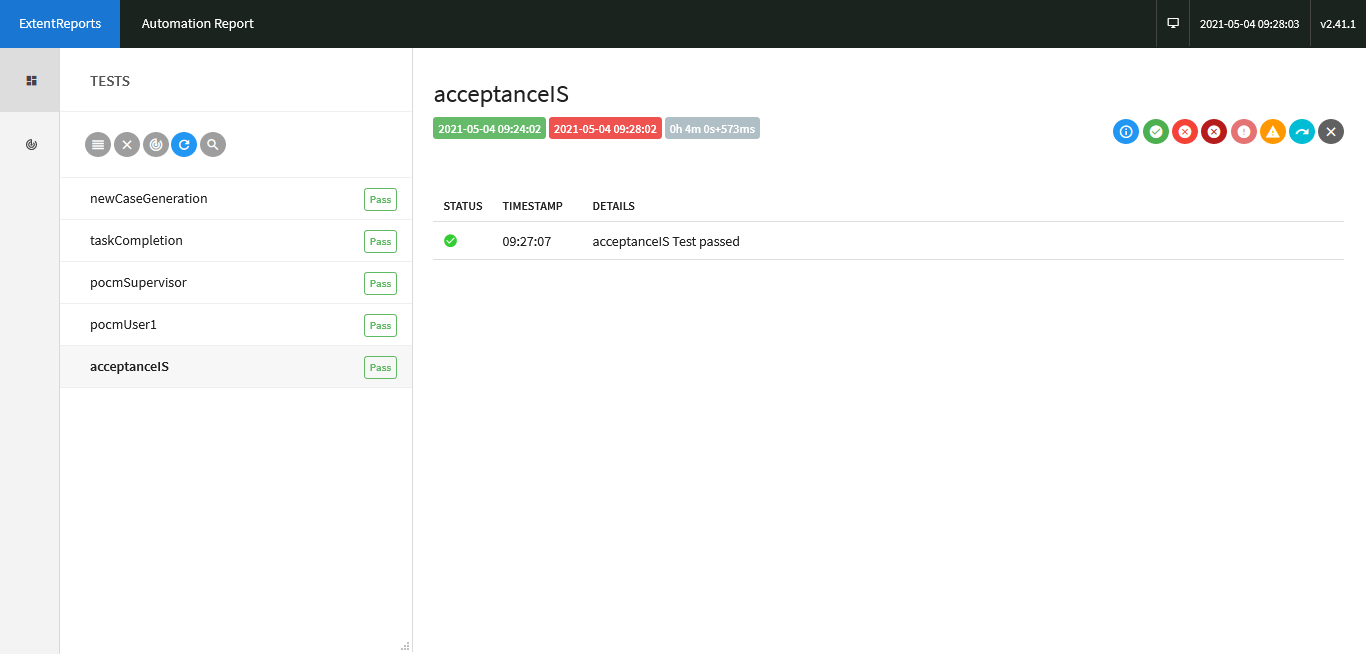 ExtentReports
Automation Report
2021-05-04 09:28:03
v2.41.1
TESTS
newCaseGeneration
Pass
taskCompletion
Pass
pocmSupervisor
Pass
pocmUser1
Pass
acceptanceIS
Pass
acceptanceIS
2021-05-04 09:24:02 2021-05-04 09:28:02 0h 4m 0s+573ms
STATUS TIMESTAMP DETAILS
09:27:07 acceptanceIS Test passed